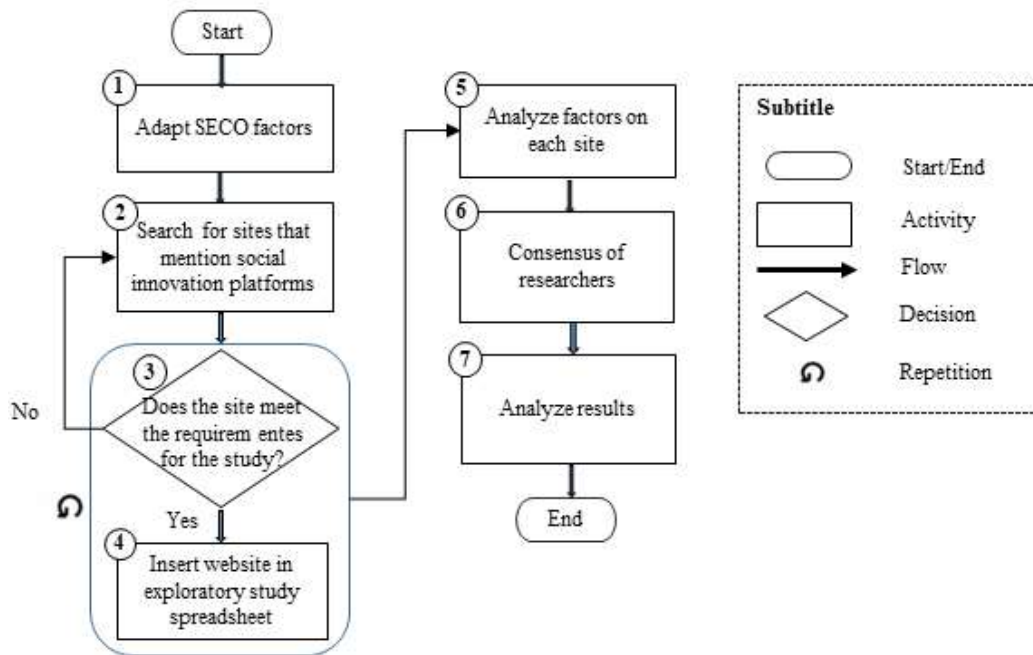 Start
1
Adapt SECO factors
2
Search for sites that
mention social
innovation platforms
3
Does the site meet
the requirem entes
for the study?
No
Yes
4
Insert website in
exploratory study
spreadsheet
5
Analyze factors on
each site
6
Consensus of
researchers
7
Analyze results
End
Subtitle
Start/End
Activity
Flow
Decision
Repetition